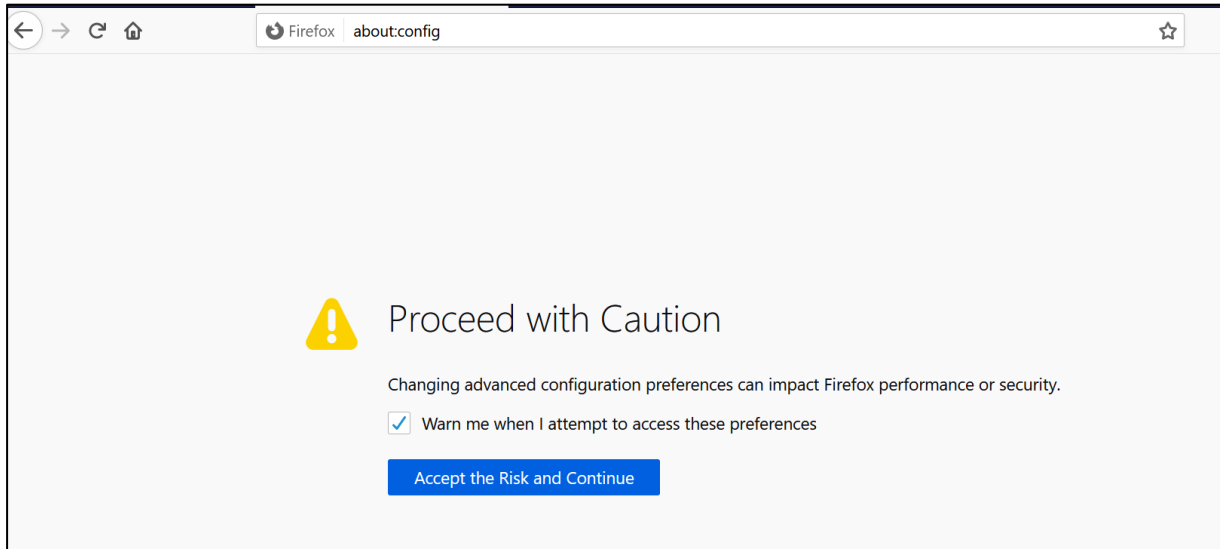 Firefox about:config
Proceed with Caution
Changing advanced configuration preferences can impact Firefox performance or security.
Warn me when I attempt to access these preferences
Accept the Risk and Continue